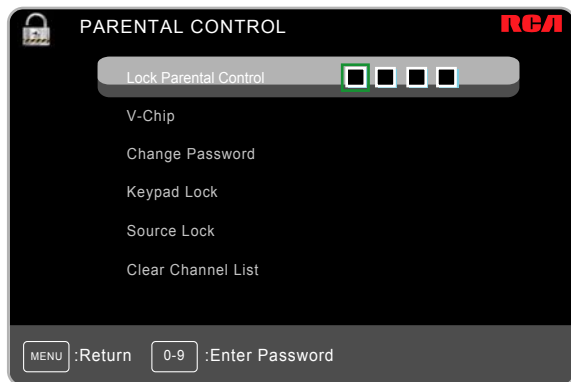 PARENTAL CONTROL
RCA
Lock Parental Control
V-Chip
Change Password
Keypad Lock
Source Lock
Clear Channel List
MENU :Return 0-9 :Enter Password